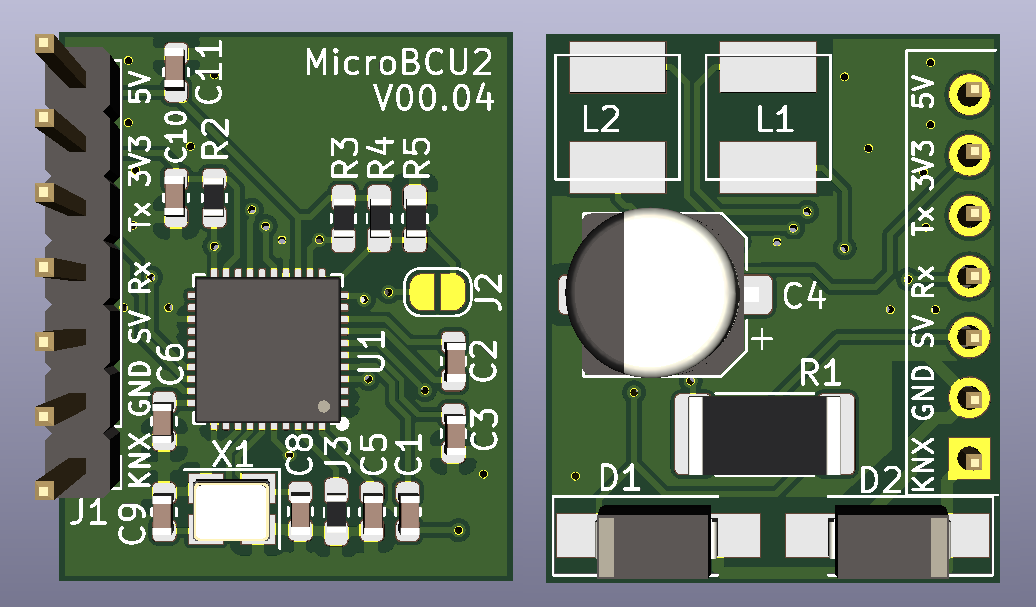 MicroBCU2
V00.04
C11
5V
C10
R2
3V3
Tx
R3
R4
R5
Rx
SV
GND
KNX
J2
U1
C2
C3
C6
X1
C8
J3
C5
C1
J1
C9
L2
L1
5V
3V3
Tx
Rx
SV
GND
KNX
C4
+
R1
D1
D2